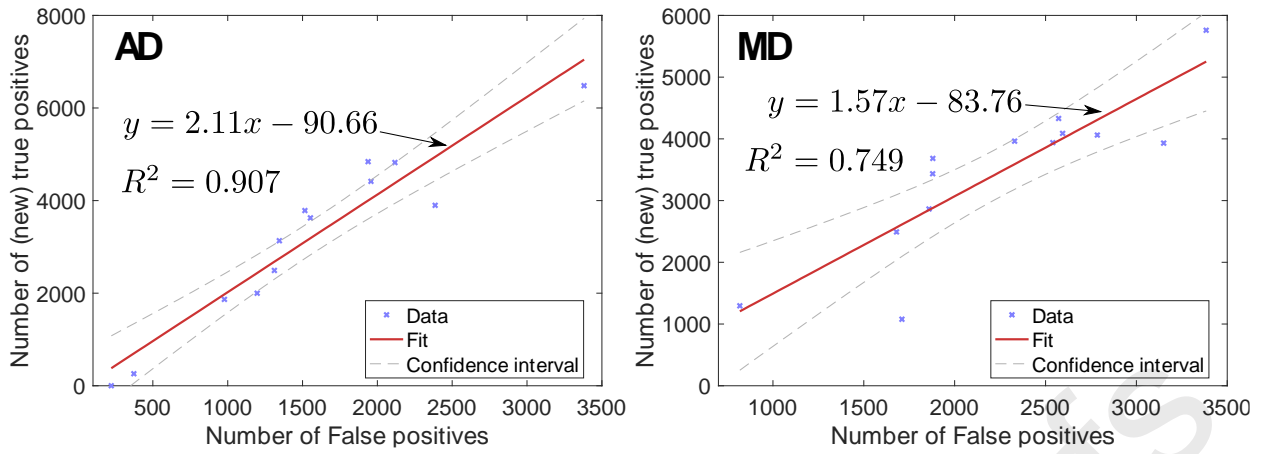 AD
y = 2.11x − 90.66
R² = 0.907
Number of (new) true positives
8000
6000
4000
2000
0
500 1000 1500 2000 2500 3000 3500
Number of False positives
Data
Fit
Confidence interval
MD
y = 1.57x − 83.76
R² = 0.749
Number of (new) true positives
6000
5000
4000
3000
2000
1000
0
1000 1500 2000 2500 3000 3500
Number of False positives
Data
Fit
Confidence interval